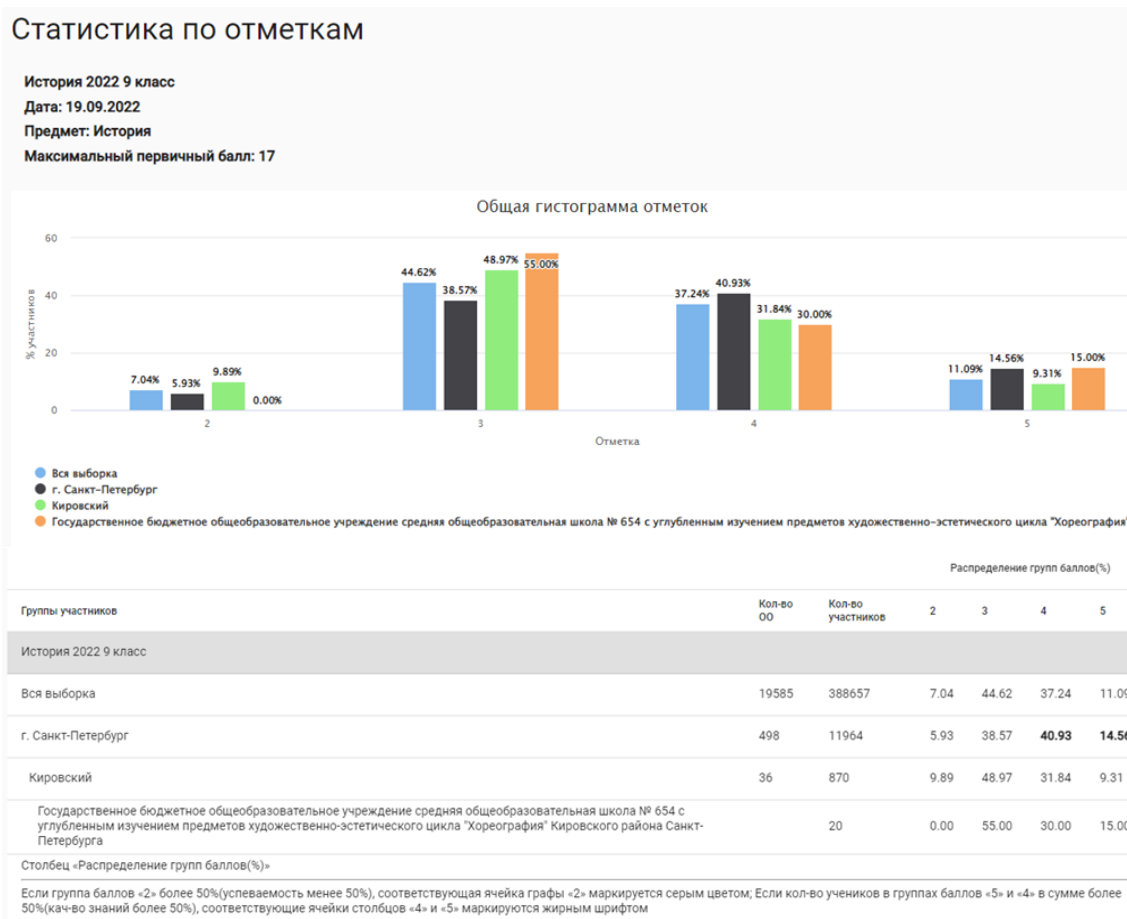 Статистика по отметкам
История 2022 9 класс
Дата: 19.09.2022
Предмет: История
Максимальный первичный балл: 17
Общая гистограмма отметок
% участников
60
40
20
0
7.04% 5.93% 9.89% 0.00%
44.62% 38.57% 48.97% 55.00%
37.24% 40.93% 31.84% 30.00%
11.09% 14.56% 9.31% 15.00%
2 3 4 5
Отметка
Вся выборка
г. Санкт-Петербург
Кировский
Государственное бюджетное общеобразовательное учреждение средняя общеобразовательная школа № 654 с углубленным изучением предметов художественно-эстетического цикла "Хореография"
Распределение групп баллов(%)
Группы участников Кол-во ОО Кол-во участников 2 3 4 5
История 2022 9 класс
Вся выборка 19585 388657 7.04 44.62 37.24 11.09
г. Санкт-Петербург 498 11964 5.93 38.57 40.93 14.56
Кировский 36 870 9.89 48.97 31.84 9.31
Государственное бюджетное общеобразовательное учреждение средняя общеобразовательная школа № 654 с
углубленным изучением предметов художественно-эстетического цикла "Хореография" Кировского района Санкт-
Петербурга
20 0.00 55.00 30.00 15.00
Столбец «Распределение групп баллов(%)»
Если группа баллов «2» более 50%(успеваемость менее 50%), соответствующая ячейка графы «2» маркируется серым цветом; Если кол-во учеников в группах баллов «5» и «4» в сумме более
50%(кач-во знаний более 50%), соответствующие ячейки столбцов «4» и «5» маркируются жирным шрифтом